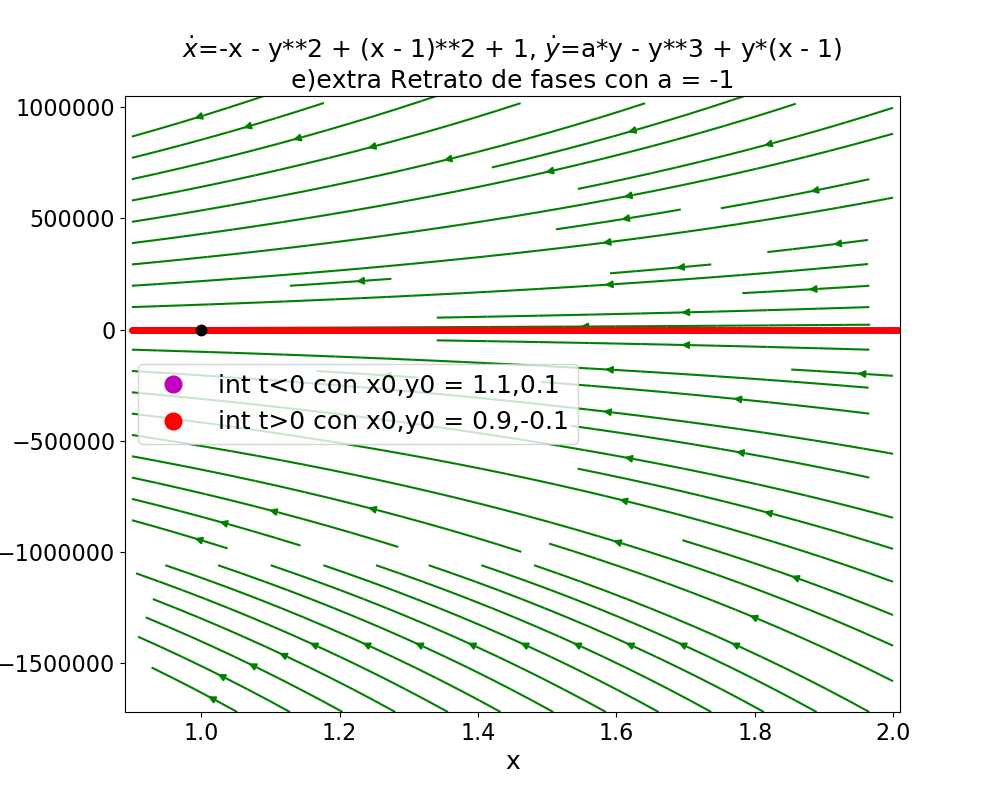 ẋ=-x - y**2 + (x - 1)**2 + 1, ẏ=a*y - y**3 + y*(x - 1)
e)extra Retrato de fases con a = -1
1000000
500000
0
−500000
−1000000
−1500000
int t<0 con x0,y0 = 1.1,0.1
int t>0 con x0,y0 = 0.9,-0.1
1.0 1.2 1.4 1.6 1.8 2.0
x